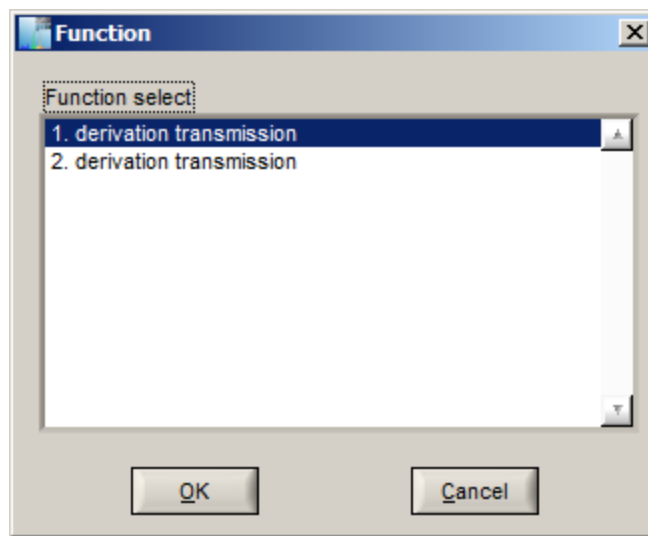 Function
Function select
1. derivation transmission
2. derivation transmission
OK
Cancel